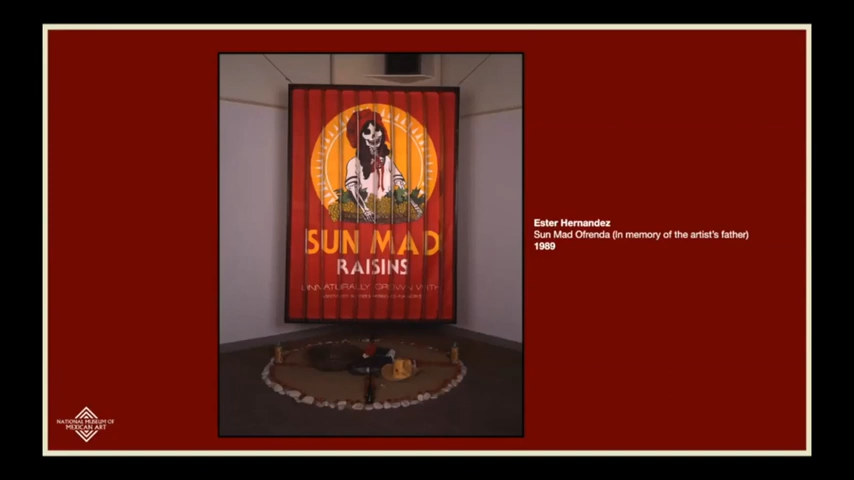 SUN MAD
RAISINS
UNNATURALLY GROWN WITH
Ester Hernandez
Sun Mad Ofrenda (In memory of the artist's father)
1989
NATIONAL MUSEUM OF
MEXICAN ART